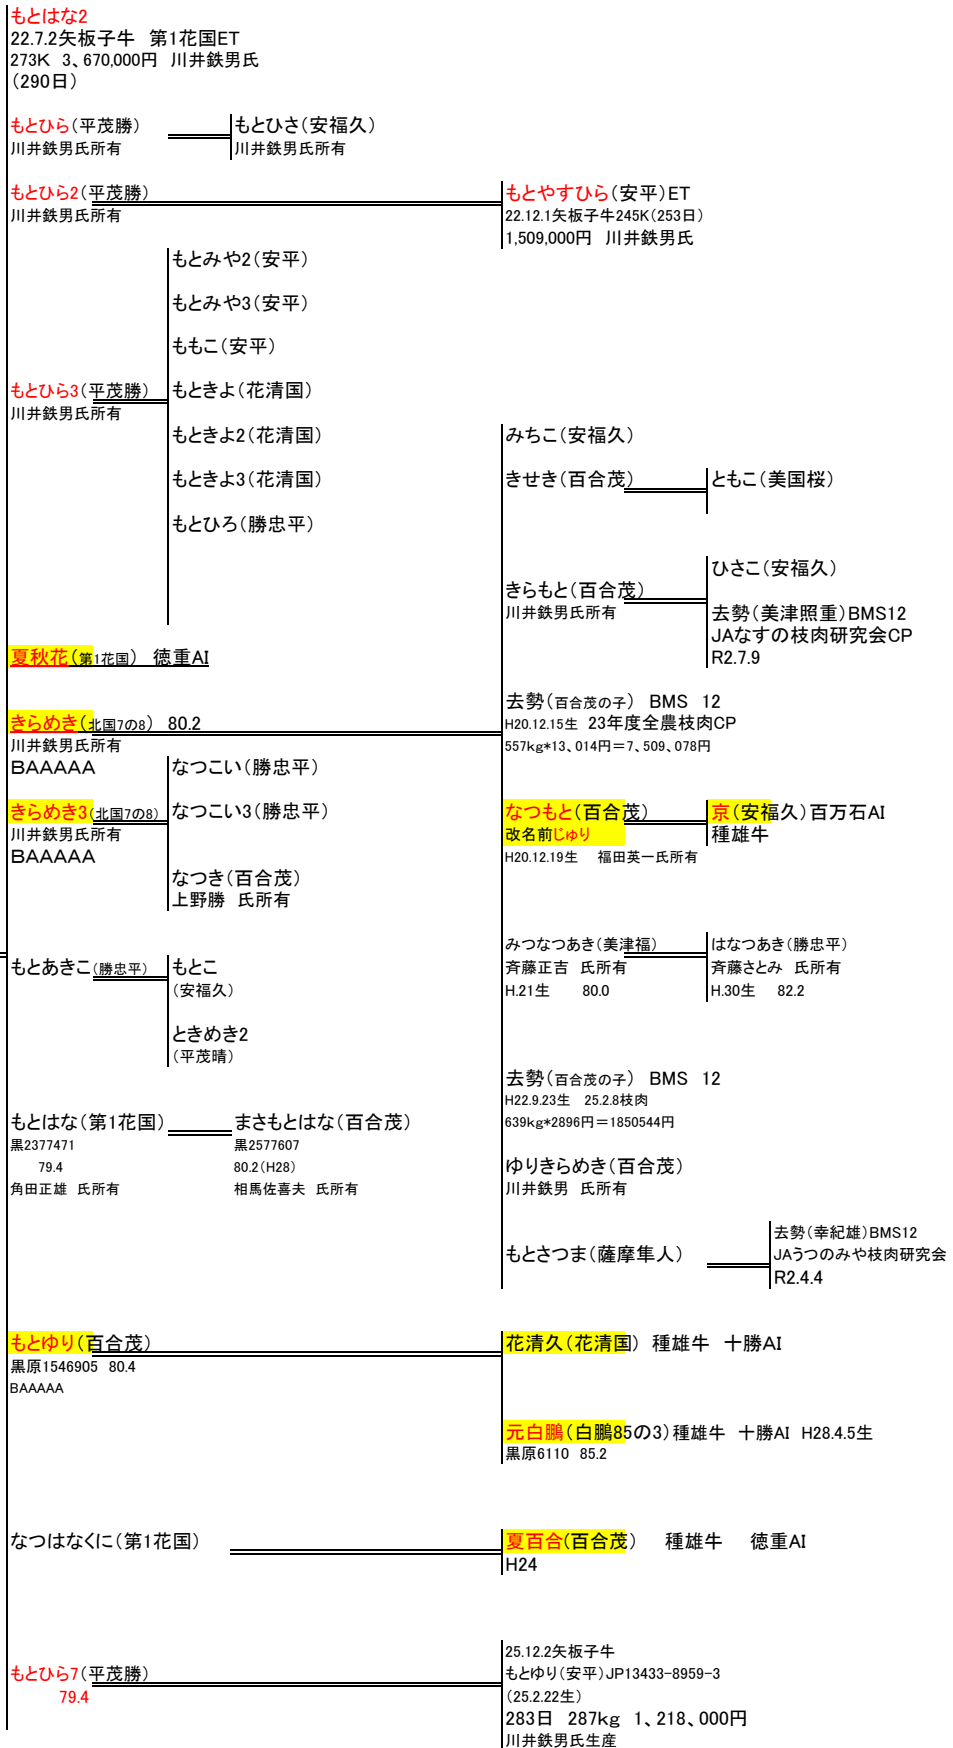 もとはな2
22.7.2矢板子牛 第1花国ET
273K 3、670,000円 川井鉄男氏
(290日)
もとひら(平茂勝)
川井鉄男氏所有
もとひさ(安福久)
川井鉄男氏所有
もとひら2(平茂勝)
川井鉄男氏所有
もとやすひら(安平)ET
22.12.1矢板子牛245K(253日)
1,509,000円 川井鉄男氏
もとみや2(安平)
もとみや3(安平)
ももこ(安平)
もとひら3(平茂勝)
川井鉄男氏所有
もときよ(花清国)
もときよ2(花清国)
もときよ3(花清国)
もとひろ(勝忠平)
みちこ(安福久)
きせき(百合茂)
ともこ(美国桜)
きらもと(百合茂)
川井鉄男氏所有
ひさこ(安福久)
去勢(美津照重)BMS12
JAなすの枝肉研究会CP
R2.7.9
夏秋花(第1花国) 徳重AI
きらめき(北国7の8) 80.2
川井鉄男氏所有
BAAAAA
去勢(百合茂の子) BMS 12
H20.12.15生 23年度全農枝肉CP
557kg*13、014円=7、509、078円
なつこい(勝忠平)
きらめき3(北国7の8)
川井鉄男氏所有
BAAAAA
なつこい3(勝忠平)
なつき(百合茂)
上野勝 氏所有
なつもと(百合茂)
改名前じゅり
H20.12.19生 福田英一氏所有
京(安福久)百万石AI
種雄牛
もとあきこ(勝忠平)
もとこ
(安福久)
ときめき2
(平茂晴)
みつなつあき(美津福)
斉藤正吉 氏所有
H.21生 80.0
はなつあき(勝忠平)
斉藤さとみ 氏所有
H.30生 82.2
去勢(百合茂の子) BMS 12
H22.9.23生 25.2.8枝肉
639kg*2896円=1850544円
もとはな(第1花国)
黒2377471
79.4
角田正雄 氏所有
まさもとはな(百合茂)
黒2577607
80.2(H28)
相馬佐喜夫 氏所有
ゆりきらめき(百合茂)
川井鉄男 氏所有
もとさつま(薩摩隼人)
去勢(幸紀雄)BMS12
JAうつのみや枝肉研究会
R2.4.4
もとゆり(百合茂)
黒原1546905 80.4
BAAAAA
花清久(花清国) 種雄牛 十勝AI
元白鵬(白鵬85の3)種雄牛 十勝AI H28.4.5生
黒原6110 85.2
なつはなくに(第1花国)
夏百合(百合茂) 種雄牛 徳重AI
H24
もとひら7(平茂勝)
79.4
25.12.2矢板子牛
もとゆり(安平)JP13433-8959-3
(25.2.22生)
283日 287kg 1、218、000円
川井鉄男氏生産